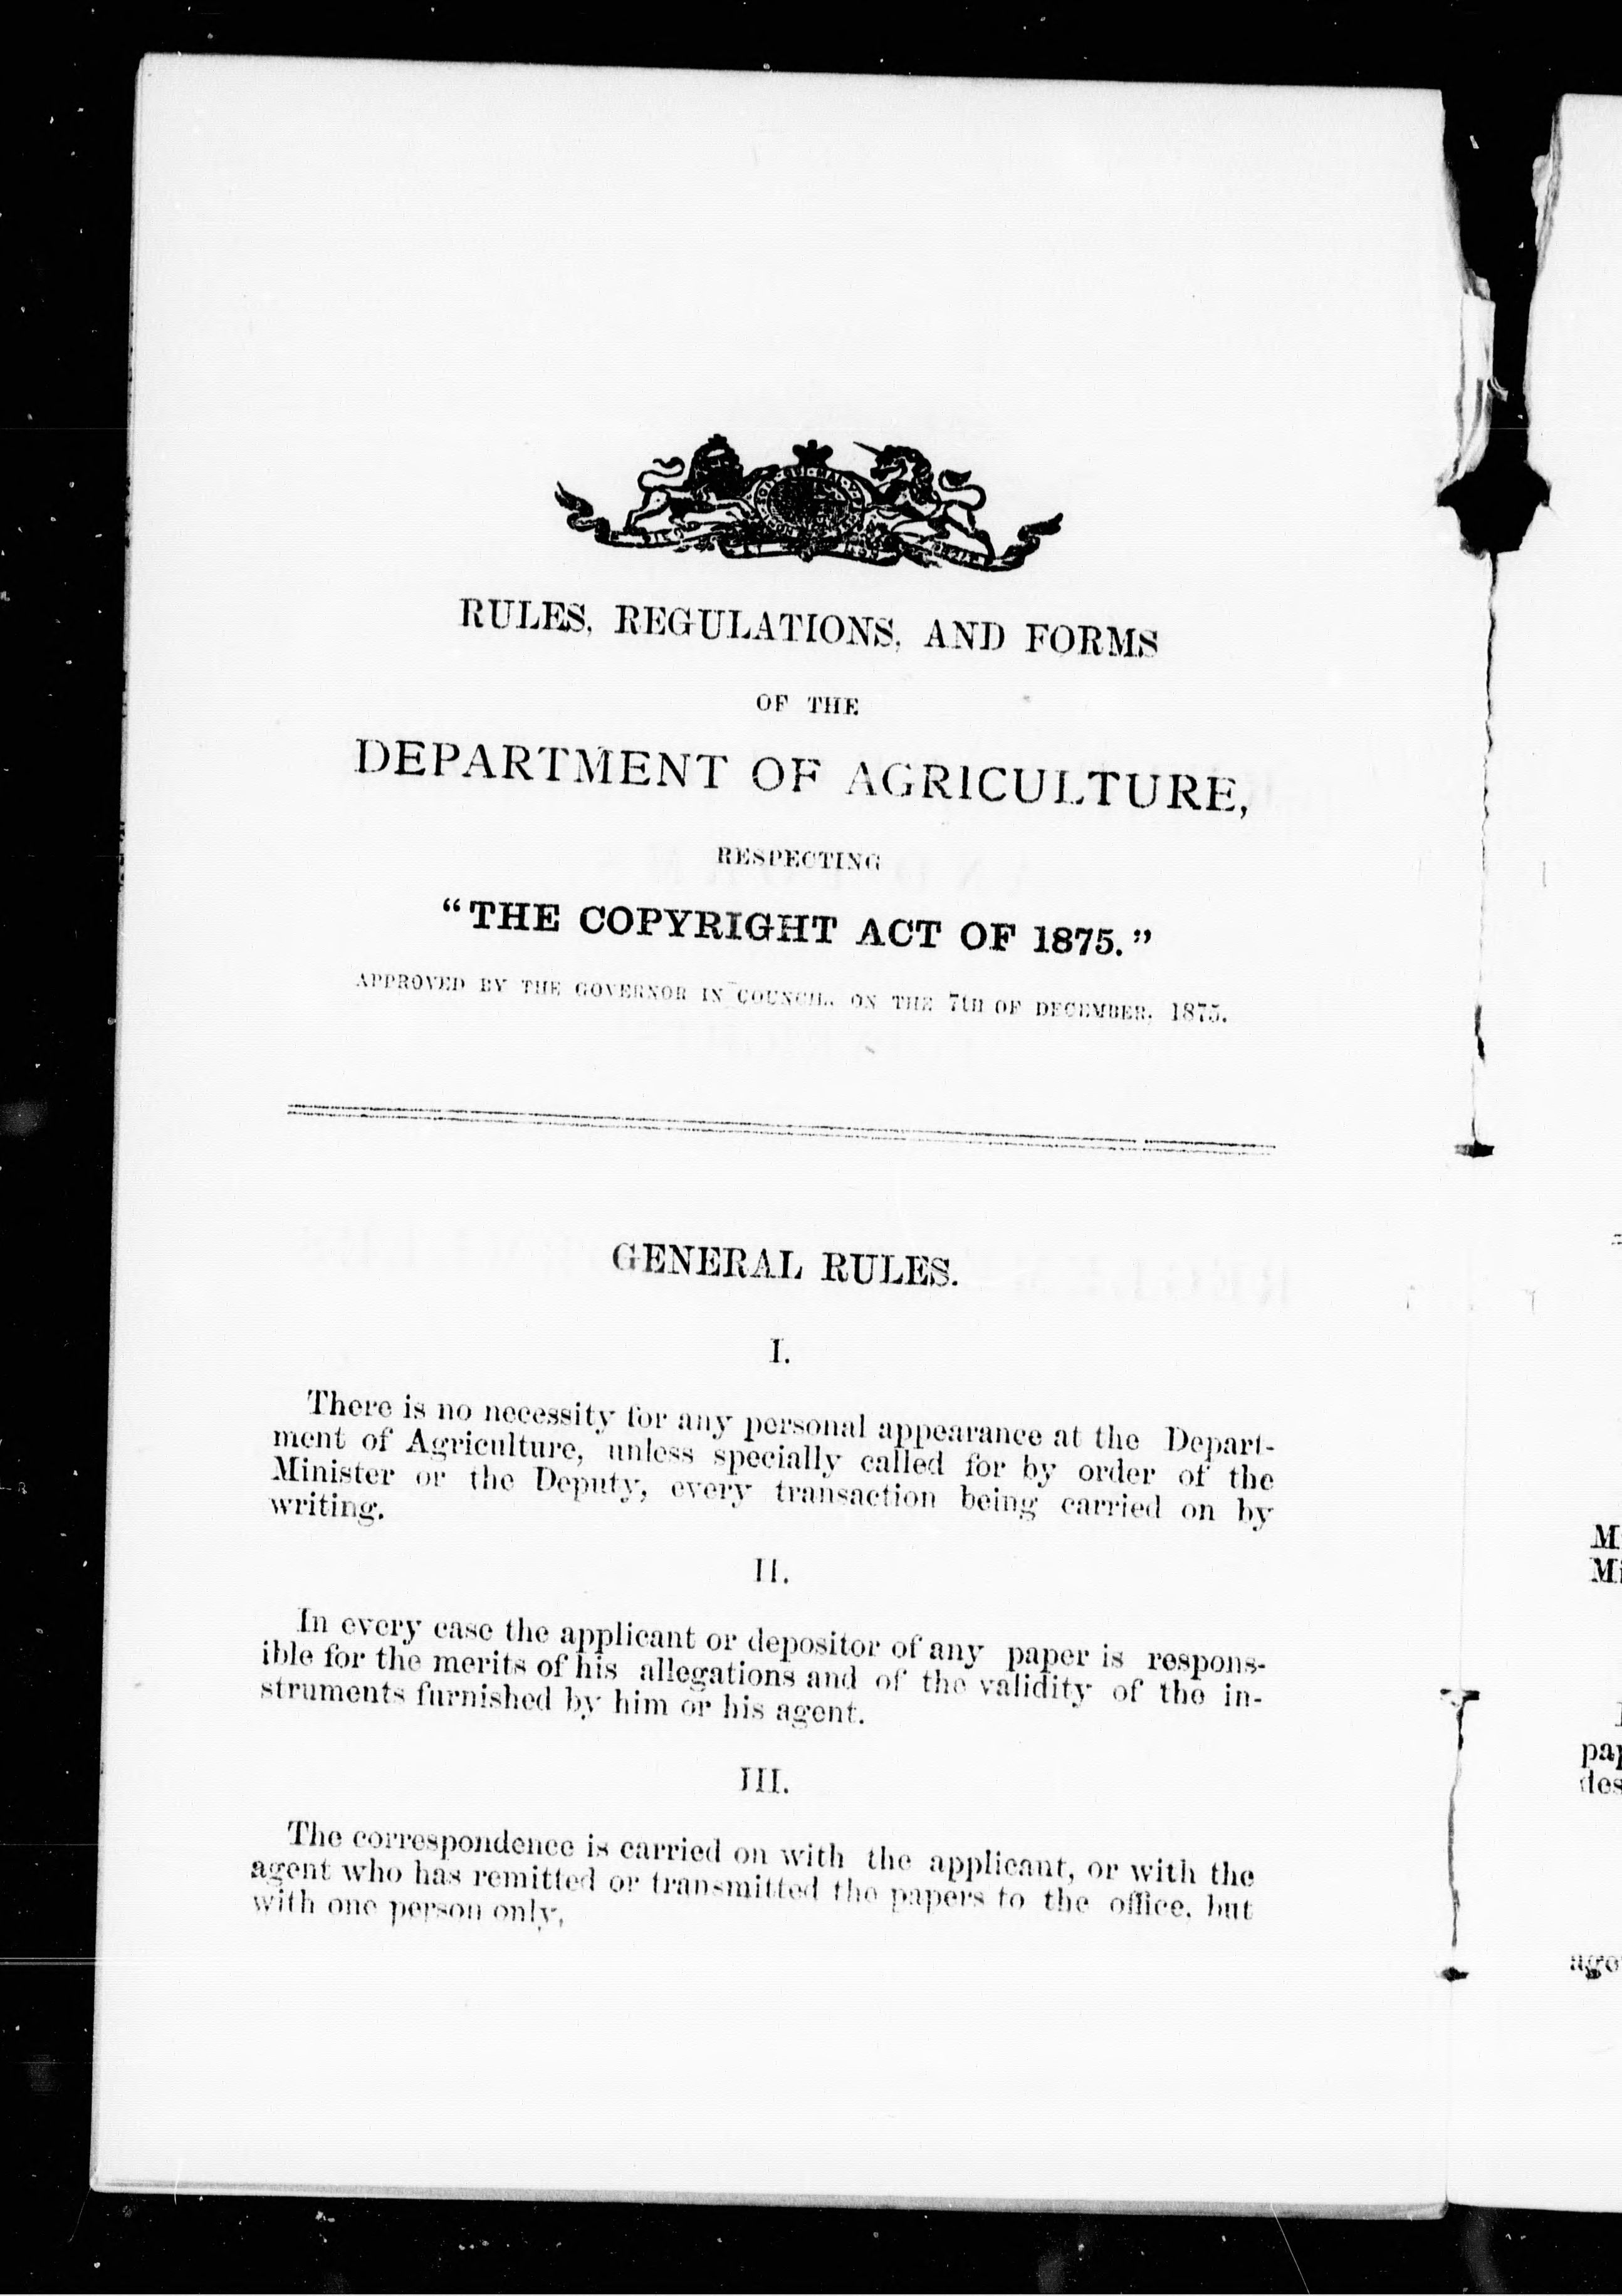 RULES, REGULATIONS, AND FORMS
OF THE
DEPARTMENT OF AGRICULTURE,
RESPECTING
"THE COPYRIGHT ACT OF 1875."
APPROVED BY THE GOVERNOR IN COUNCIL, ON THE 7th OF DECEMBER, 1875.
GENERAL RULES.
I.
There is no necessity for any personal appearance at the Depart-
ment of Agriculture, unless specially called for by order of the
Minister or the Deputy, every transaction being carried on by
writing.
II.
In every case the applicant or depositor of any paper is respons-
ible for the merits of his allegations and of the validity of the in-
struments furnished by him or his agent.
III.
The correspondence is carried on with the applicant, or with the
agent who has remitted or transmitted the papers to the office, but
with one person only,
M
Mi
pap
des